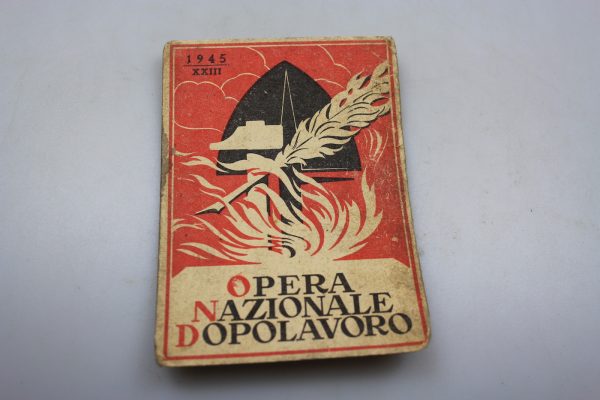 1945
XXIII
OPERA
NAZIONALE
DOPOLAVORO